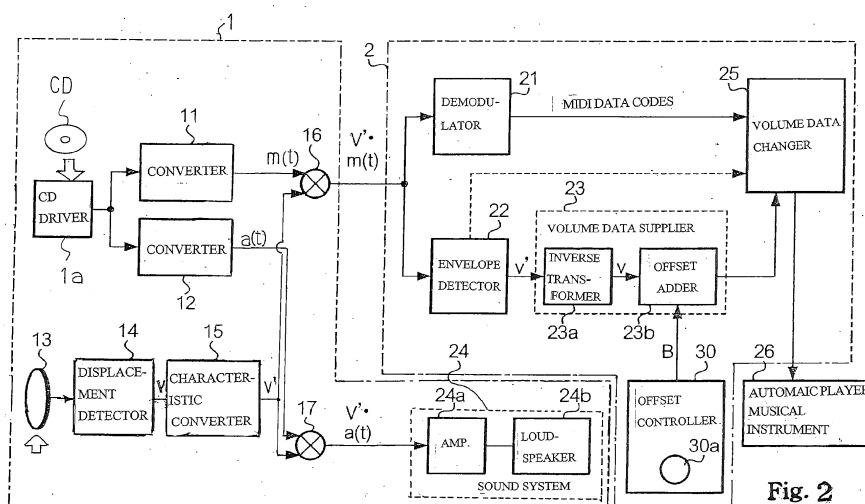 1
2
CD
11
CONVERTER
m(t)
16
V'•
m(t)
21
DEMODU-
LATOR
MIDI DATA CODES
25
VOLUME DATA
CHANGER
CD
DRIVER
1a
CONVERTER
a(t)
12
22
ENVELOPE
DETECTOR
V'
23
VOLUME DATA SUPPLIER
INVERSE
TRANS-
FORMER
23a
V
OFFSET
ADDER
23b
B
13
14
DISPLACE-
MENT
DETECTOR
V
15
CHARACTER-
ISTIC
CONVERTER
V'
17
V'•
a(t)
24
24a
AMP.
24b
LOUD-
SPEAKER
SOUND SYSTEM
30
OFFSET
CONTROLLER
30a
26
AUTOMAIC PLAYER
MUSICAL
INSTRUMENT
Fig. 2